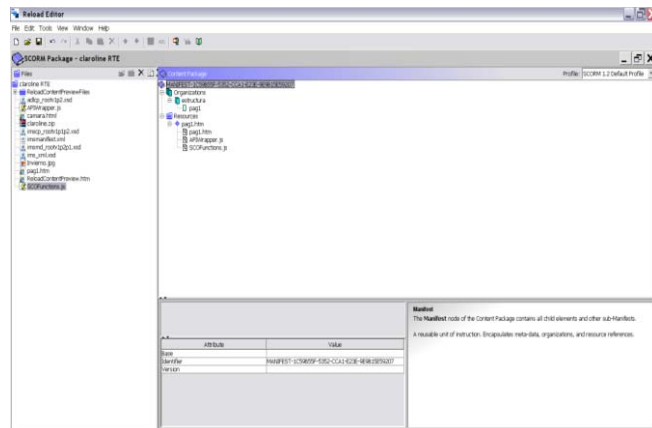 Reload Editor
File Edit Tools View Window Help
SCORM Package - claroline RTE
Files
Content Package
Profile: SCORM 1.2 Default Profile
claroline RTE
ReloadContentPreviewFiles
adlcp_rootv1p2.xsd
APIWrapper.js
camara.html
claroline.zip
imscp_rootv1p1p2.xsd
imsmanifest.xml
imsmd_rootv1p2p1.xsd
ims_xml.xsd
Invierno.jpg
pag1.htm
ReloadContentPreview.htm
SCOFunctions.js
Organizations
estructura
pag1
Resources
pag1.htm
pag1.htm
APIWrapper.js
SCOFunctions.js
Attribute Value
Base
Identifier
Version
Manifest
The Manifest node of the Content Package contains all child elements and other sub-Manifests.
A reusable unit of instruction. Encapsulates meta-data, organizations, and resource references.